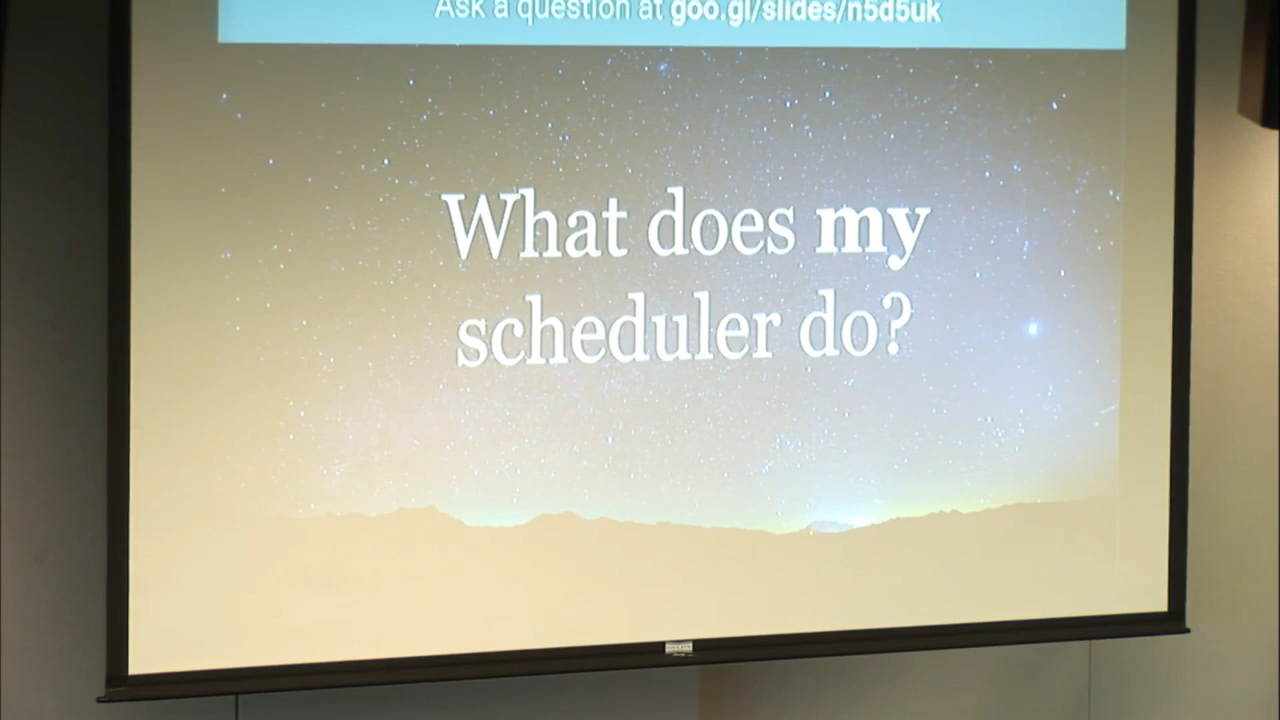 Ask a question at goo.gl/slides/n5d5uk
What does my
scheduler do?